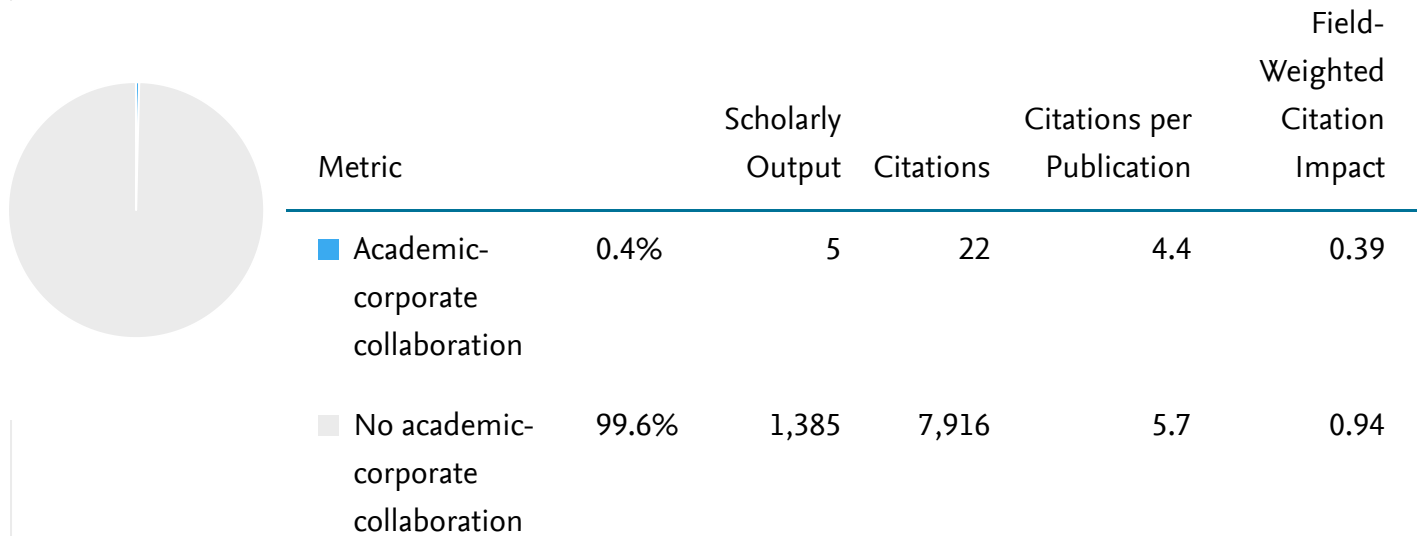 Field-
Weighted
Scholarly Citations per Citation
Metric Output Citations Publication Impact
Academic- 0.4% 5 22 4.4 0.39
corporate
collaboration
No academic- 99.6% 1,385 7,916 5.7 0.94
corporate
collaboration